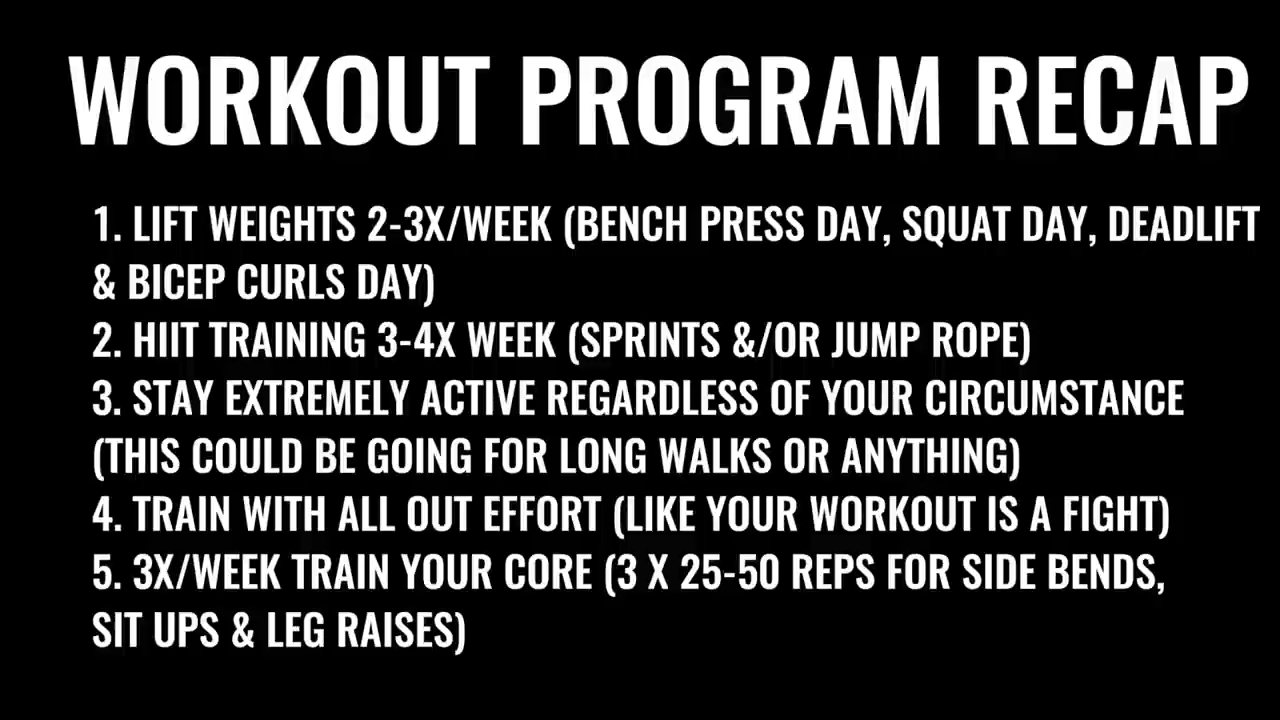 WORKOUT PROGRAM RECAP
1. LIFT WEIGHTS 2-3X/WEEK (BENCH PRESS DAY, SQUAT DAY, DEADLIFT
& BICEP CURLS DAY)
2. HIIT TRAINING 3-4X WEEK (SPRINTS &/OR JUMP ROPE)
3. STAY EXTREMELY ACTIVE REGARDLESS OF YOUR CIRCUMSTANCE
(THIS COULD BE GOING FOR LONG WALKS OR ANYTHING)
4. TRAIN WITH ALL OUT EFFORT (LIKE YOUR WORKOUT IS A FIGHT)
5. 3X/WEEK TRAIN YOUR CORE (3 X 25-50 REPS FOR SIDE BENDS,
SIT UPS & LEG RAISES)